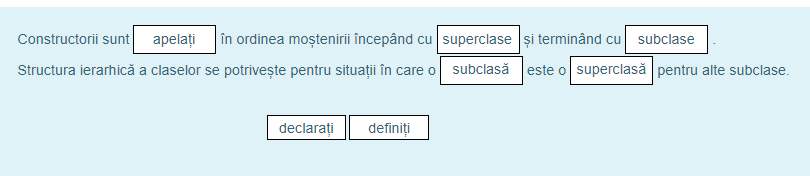 Constructorii sunt apelați în ordinea moștenirii începând cu superclase și terminând cu subclase .
Structura ierarhică a claselor se potrivește pentru situații în care o subclasă este o superclasă pentru alte subclase.
declarați definiți